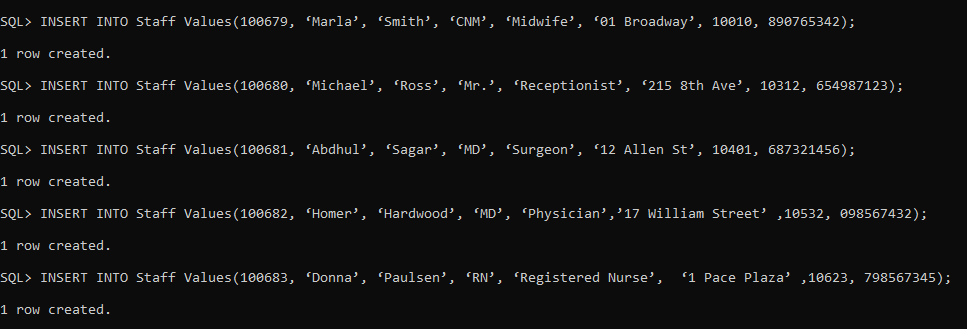 SQL> INSERT INTO Staff Values(100679, ‘Marla’, ‘Smith’, ‘CNM’, ‘Midwife’, ‘01 Broadway’, 10010, 890765342);
1 row created.
SQL> INSERT INTO Staff Values(100680, ‘Michael’, ‘Ross’, ‘Mr.’, ‘Receptionist’, ‘215 8th Ave’, 10312, 654987123);
1 row created.
SQL> INSERT INTO Staff Values(100681, ‘Abdhul’, ‘Sagar’, ‘MD’, ‘Surgeon’, ‘12 Allen St’, 10401, 687321456);
1 row created.
SQL> INSERT INTO Staff Values(100682, ‘Homer’, ‘Hardwood’, ‘MD’, ‘Physician’,’17 William Street’ ,10532, 098567432);
1 row created.
SQL> INSERT INTO Staff Values(100683, ‘Donna’, ‘Paulsen’, ‘RN’, ‘Registered Nurse’,  ‘1 Pace Plaza’ ,10623, 798567345);
1 row created.